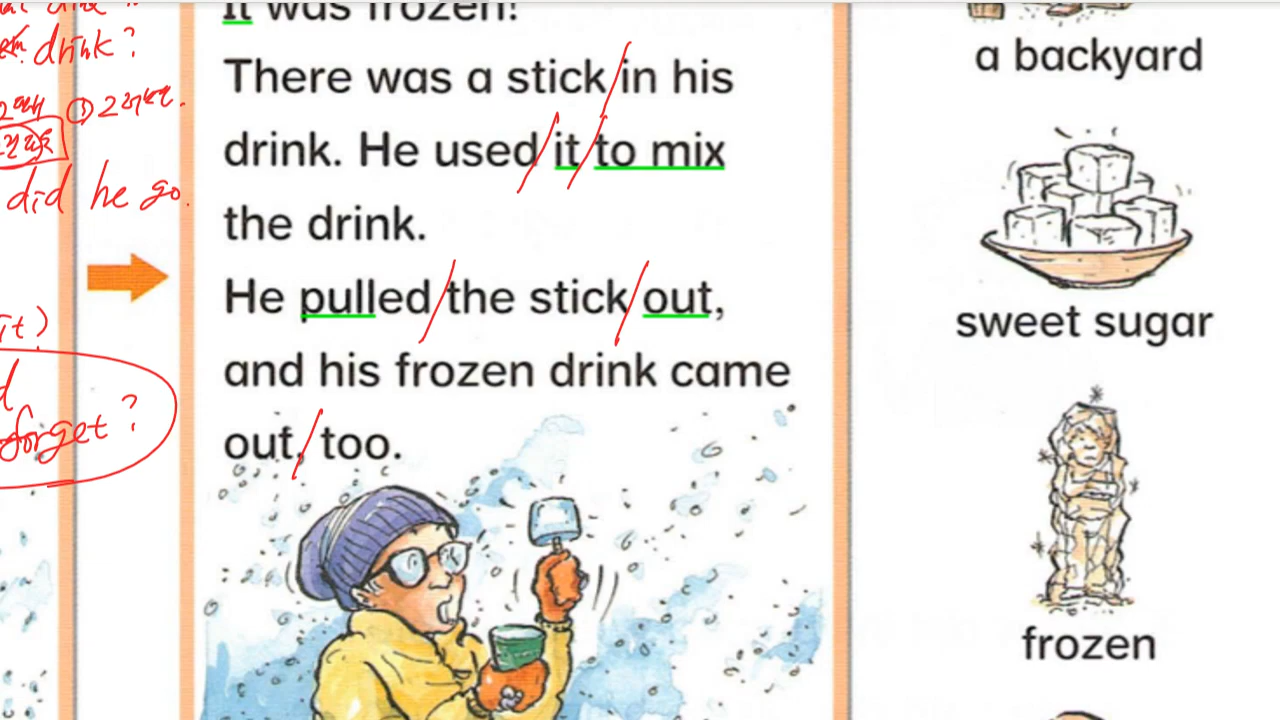 drink?
did he go.
forget?
It was frozen!
There was a stick in his
drink. He used it to mix
the drink.
He pulled the stick out,
and his frozen drink came
out, too.
a backyard
sweet sugar
frozen